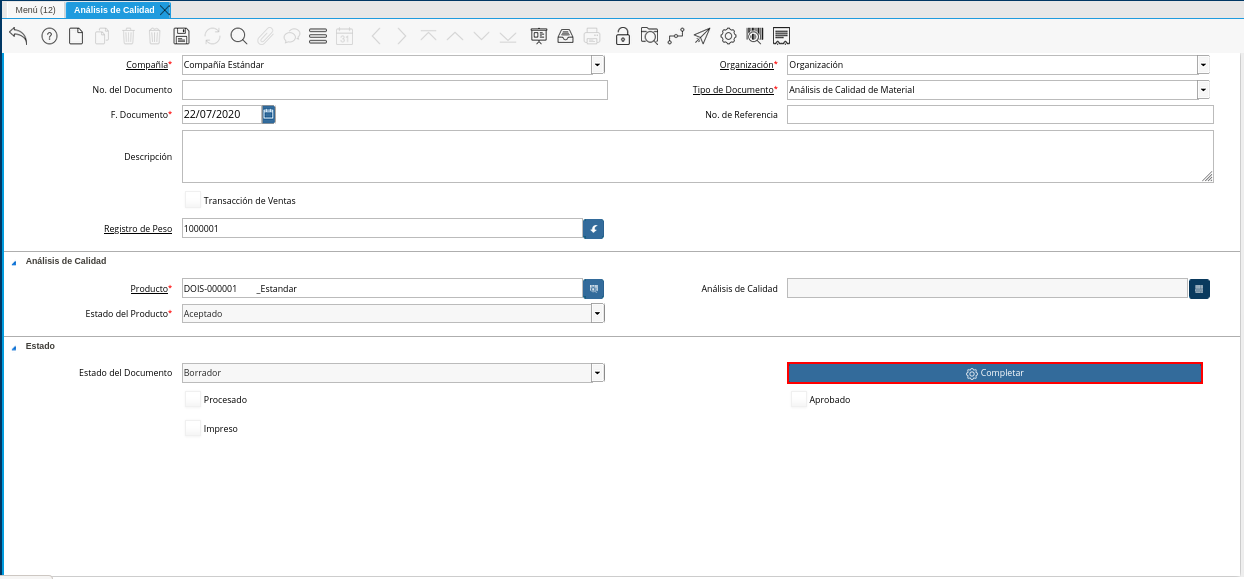 Menú (12) Análisis de Calidad
31
Compañía* Compañía Estándar Organización* Organización
No. del Documento Tipo de Documento* Análisis de Calidad de Material
F. Documento* 22/07/2020 No. de Referencia
Descripción
Transacción de Ventas
Registro de Peso 1000001
Análisis de Calidad
Producto* DOIS-000001 _Estandar Análisis de Calidad
Estado del Producto* Aceptado
Estado
Estado del Documento Borrador Completar
Procesado Aprobado
Impreso